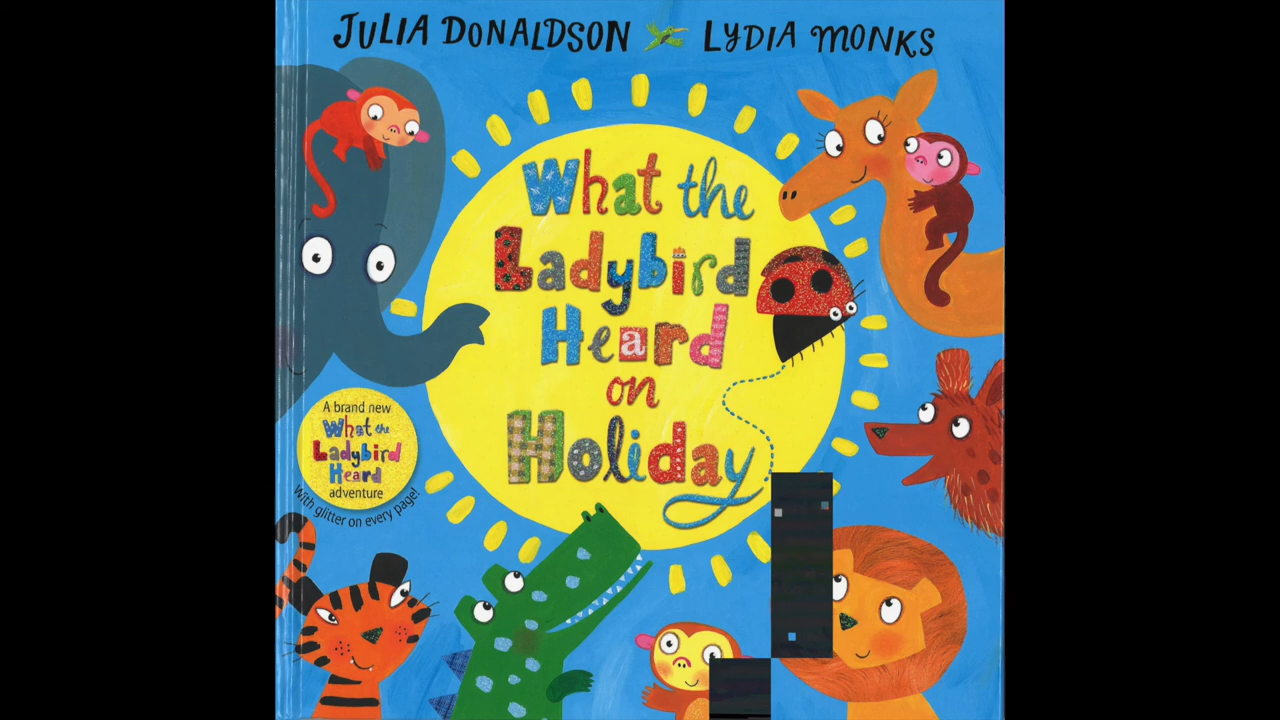 JULIA DONALDSON LYDIA MONKS
What the
Ladybird
Heard
on
Holiday
A brand new
What the
Ladybird
Heard
adventure
With glitter on every page!